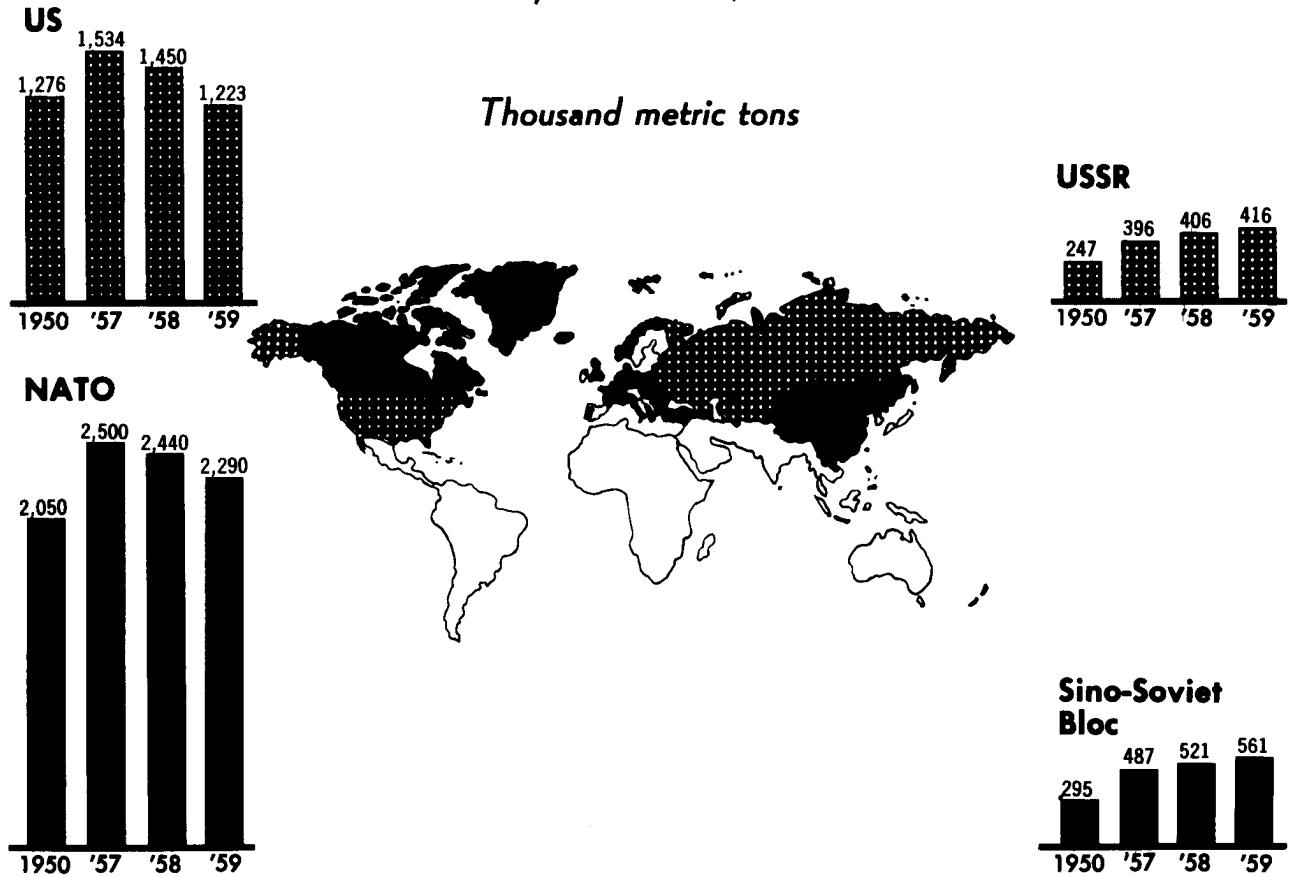 US
1,534
1,450
1,276
1,223
1950 '57 '58 '59
Thousand metric tons
USSR
247 396 406 416
1950 '57 '58 '59
NATO
2,500
2,440
2,290
2,050
1950 '57 '58 '59
Sino-Soviet
Bloc
295 487 521 561
1950 '57 '58 '59